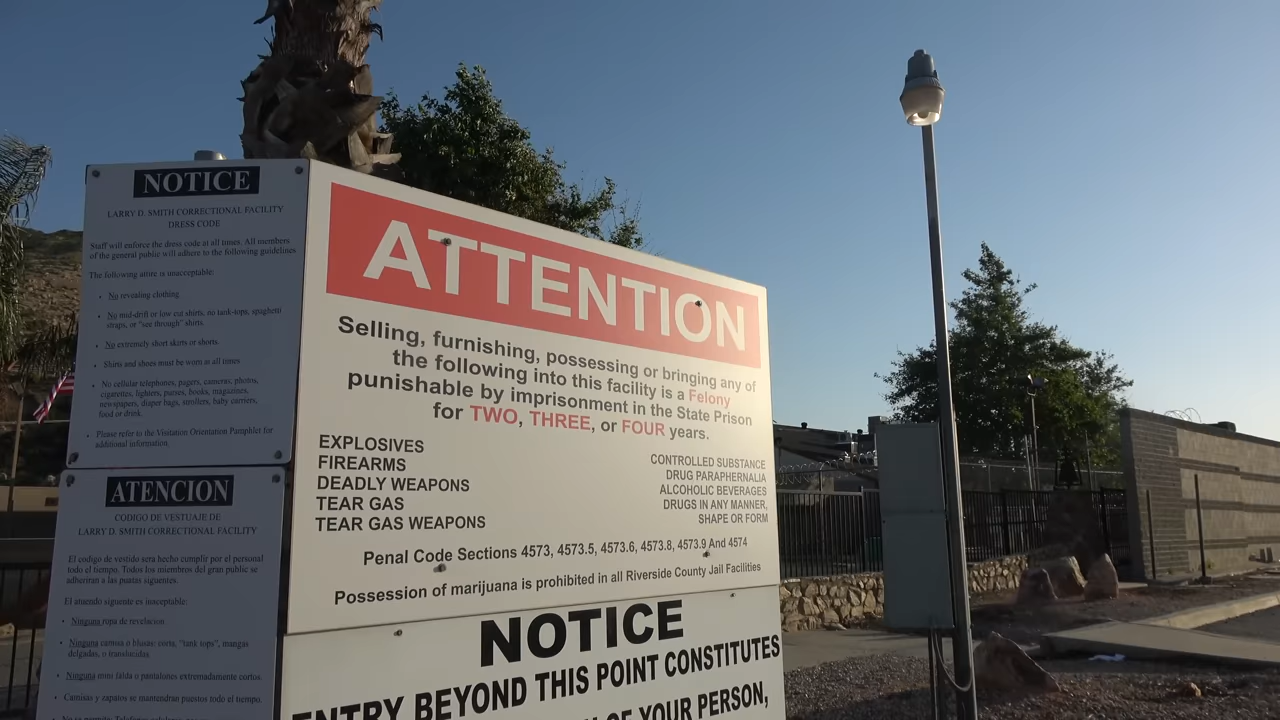 NOTICE
LARRY D. SMITH CORRECTIONAL FACILITY
DRESS CODE
Staff will enforce the dress code at all times. All members
of the general public will adhere to the following guidelines
The following attire is unacceptable:
• No revealing clothing
• No mid-drift or low cut shirts, no tank-tops, spaghetti
straps, or "see through" shirts.
• No extremely short skirts or shorts.
• Shirts and shoes must be worn at all times
• No cellular telephones, pagers, cameras, photos,
cigarettes, lighters, purses, books, magazines,
newspapers, diaper bags, strollers, baby carriers,
food or drink.
• Please refer to the Visitation Orientation Pamphlet for
additional information.
ATENCION
CODIGO DE VESTUAJE DE
LARRY D. SMITH CORRECTIONAL FACILITY
El codigo de vestido sera hecho cumplir por el personal
todo el tiempo. Todos los miembros del gran public se
adheriran a las pautas siguentes.
El atuendo siguiente es inaceptable:
• Ninguna ropa de revelacion
• Ninguna camisa o blusas: corta, "tank tops", mangas
delgadas, o translucidas.
• Ninguna mini falda o pantalones extremadamente cortos.
• Camisas y zapatos se mantendran puestos todo el tiempo.
ATTENTION
Selling, furnishing, possessing or bringing any of
the following into this facility is a Felony
punishable by imprisonment in the State Prison
for TWO, THREE, or FOUR years.
EXPLOSIVES
FIREARMS
DEADLY WEAPONS
TEAR GAS
TEAR GAS WEAPONS
CONTROLLED SUBSTANCE
DRUG PARAPHERNALIA
ALCOHOLIC BEVERAGES
DRUGS IN ANY MANNER,
SHAPE OR FORM
Penal Code Sections 4573, 4573.5, 4573.6, 4573.8, 4573.9 And 4574
Possession of marijuana is prohibited in all Riverside County Jail Facilities
NOTICE
ENTRY BEYOND THIS POINT CONSTITUTES
OF YOUR PERSON,